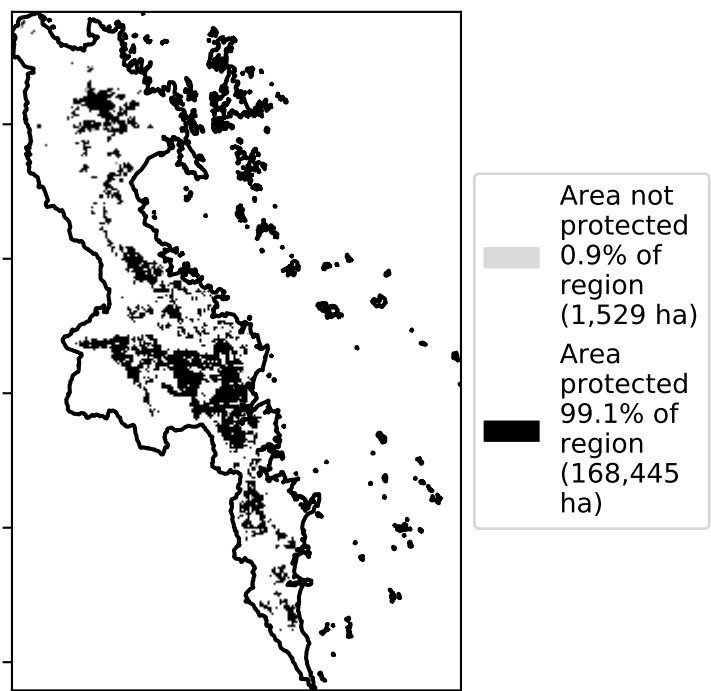 Area not
protected
0.9% of
region
(1,529 ha)
Area
protected
99.1% of
region
(168,445
ha)